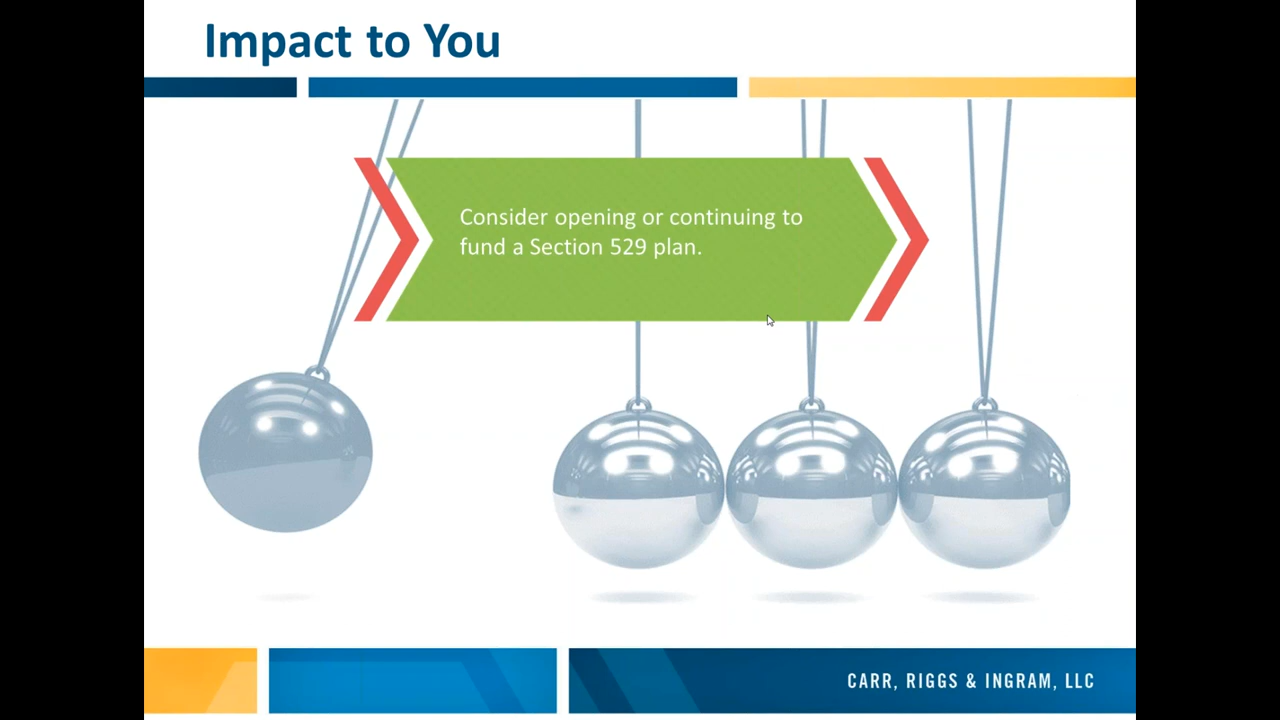 Impact to You
Consider opening or continuing to
fund a Section 529 plan.
CARR, RIGGS & INGRAM, LLC